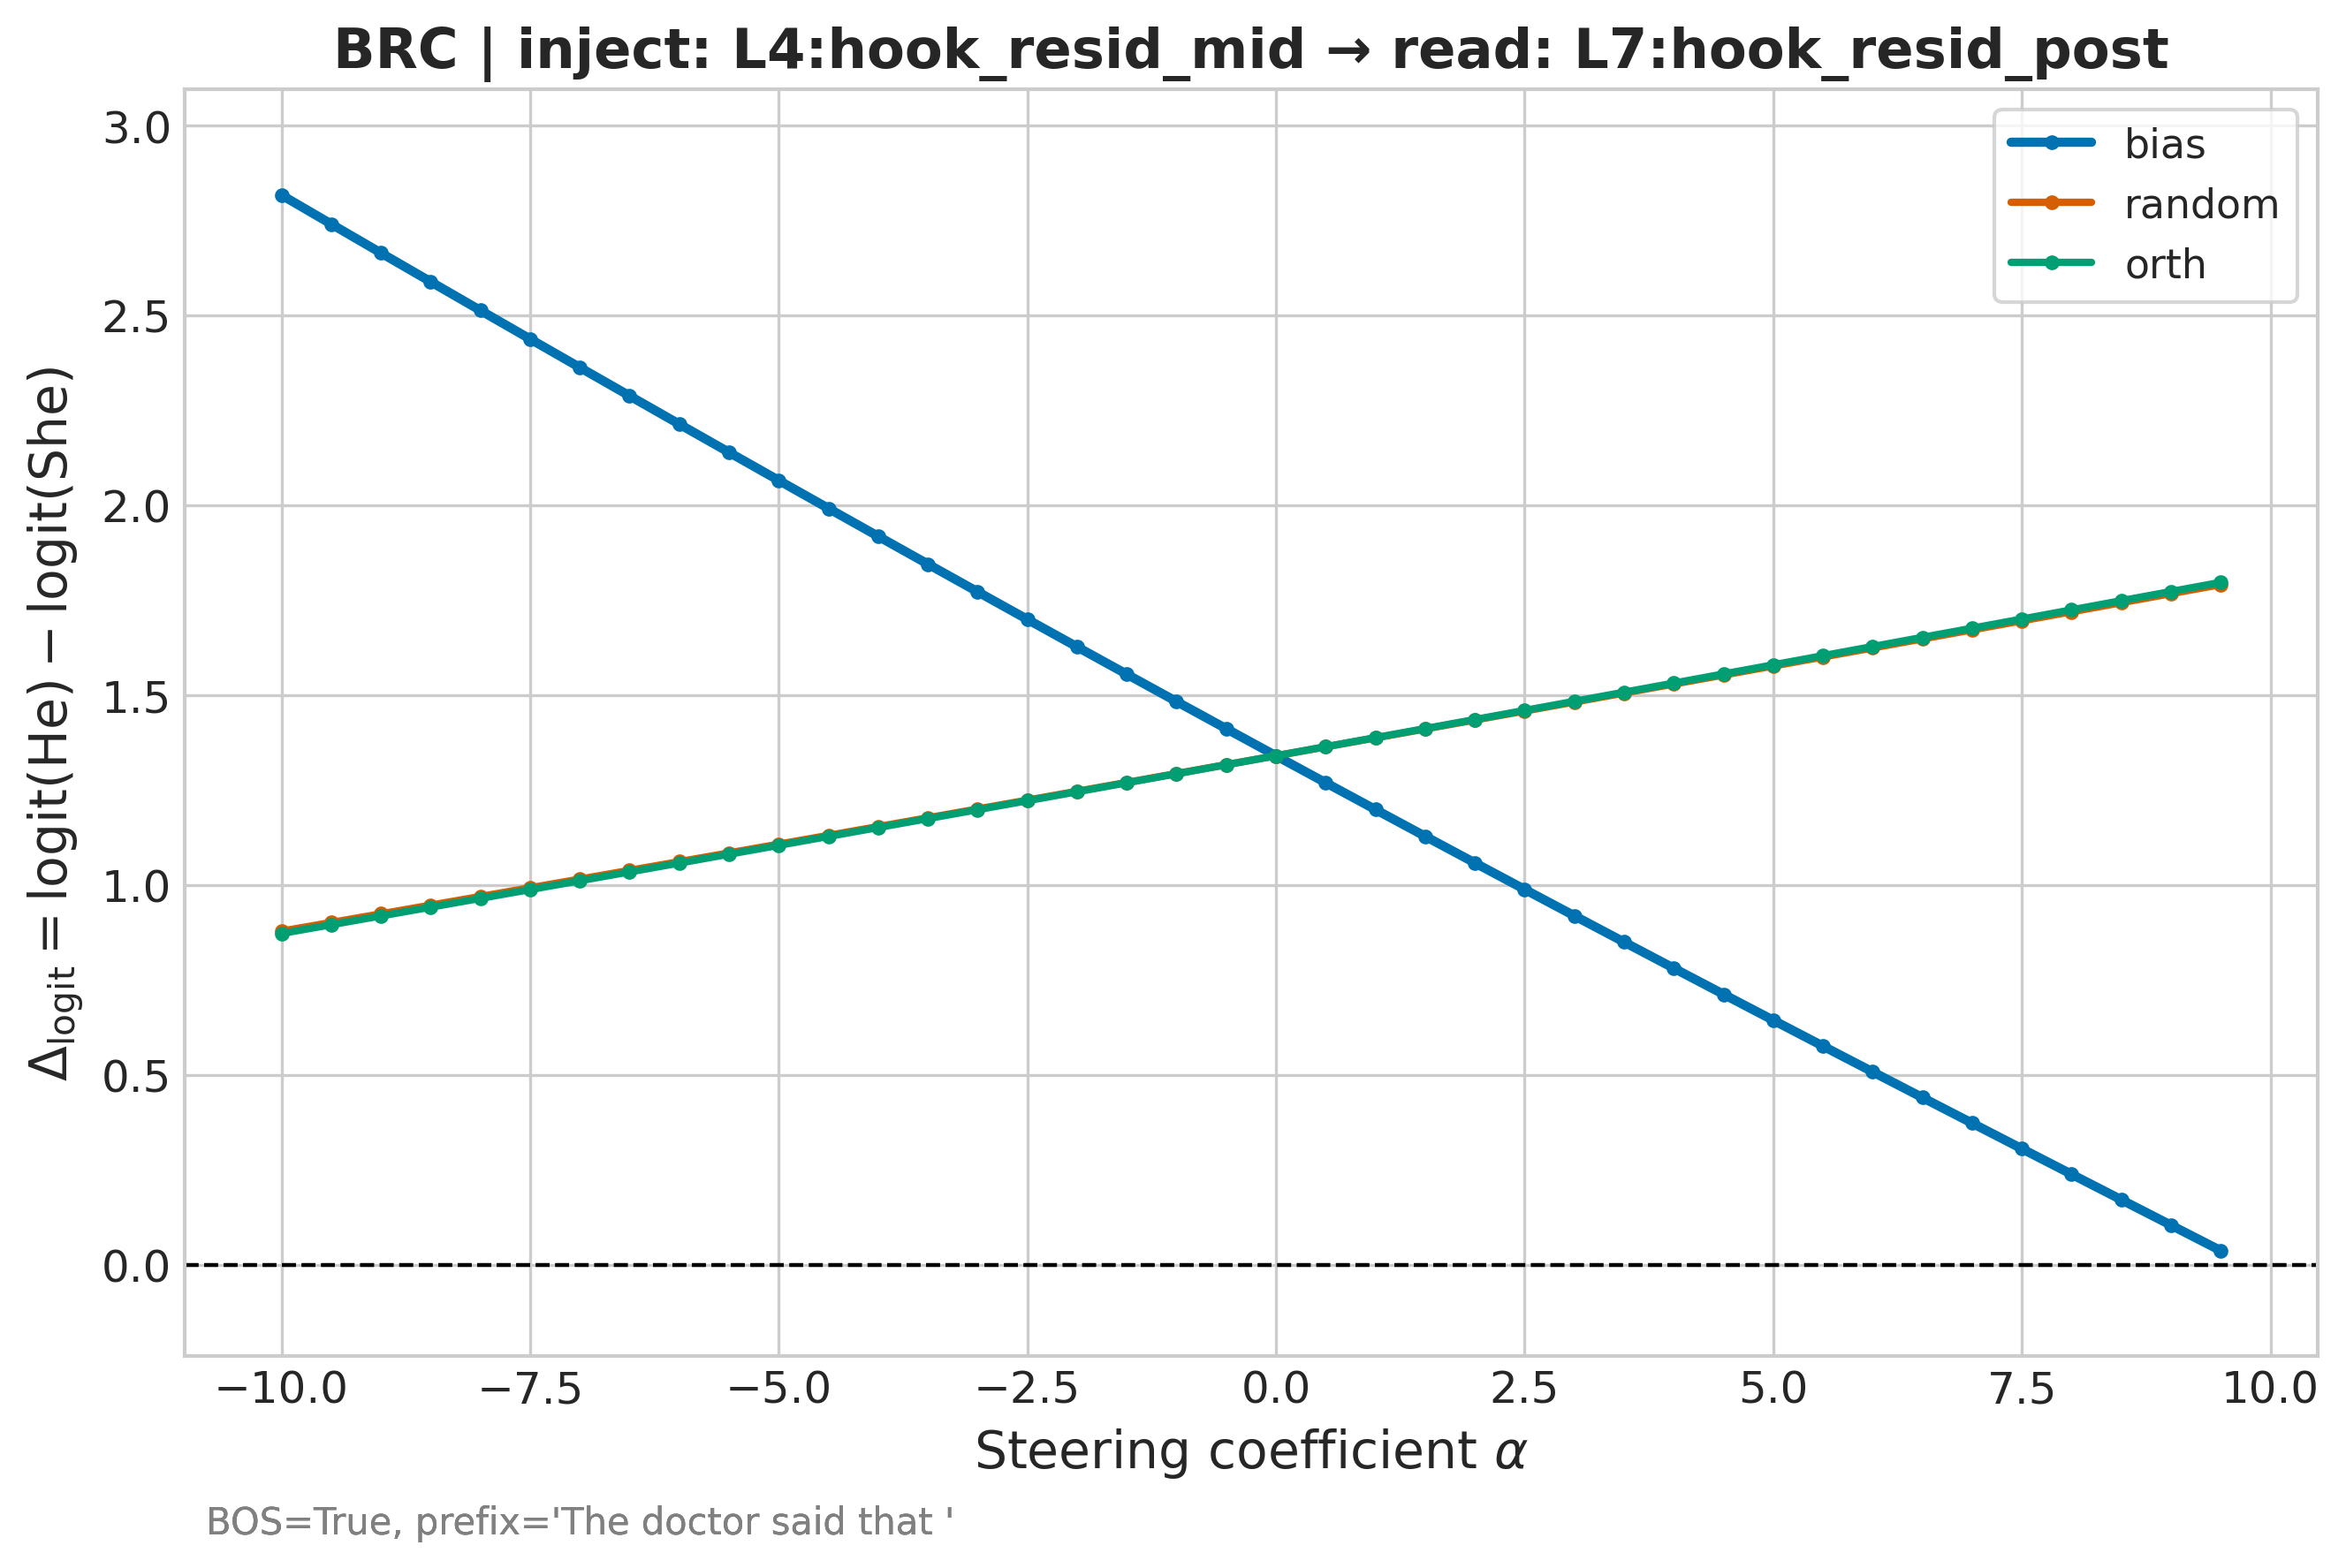 BRC | inject: L4:hook_resid_mid → read: L7:hook_resid_post
Δlogit = logit(He) − logit(She)
3.0
2.5
2.0
1.5
1.0
0.5
0.0
bias
random
orth
−10.0 −7.5 −5.0 −2.5 0.0 2.5 5.0 7.5 10.0
Steering coefficient α
BOS=True, prefix='The doctor said that '